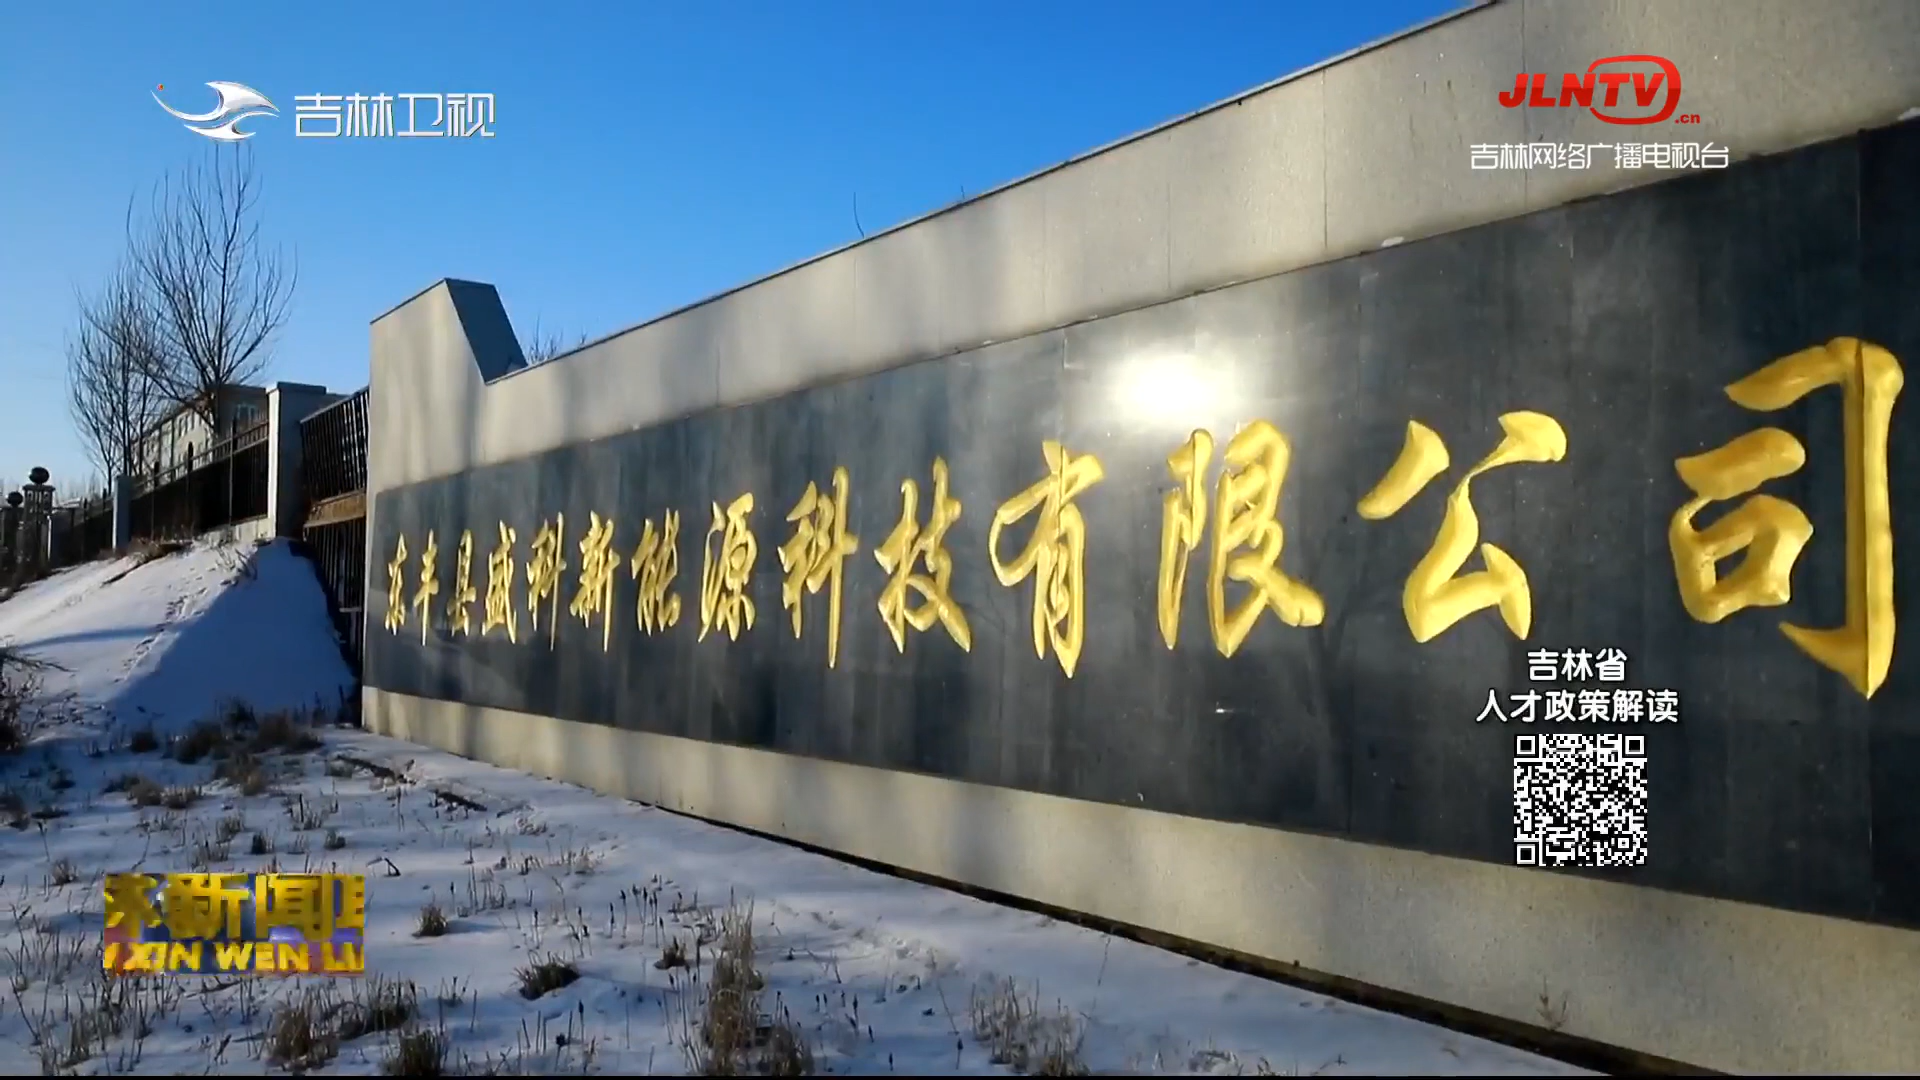 吉林卫视
JLNTV.cn
吉林网络广播电视台
东丰县盛科新能源科技有限公司
吉林省
人才政策解读
新闻联
XIN WEN L